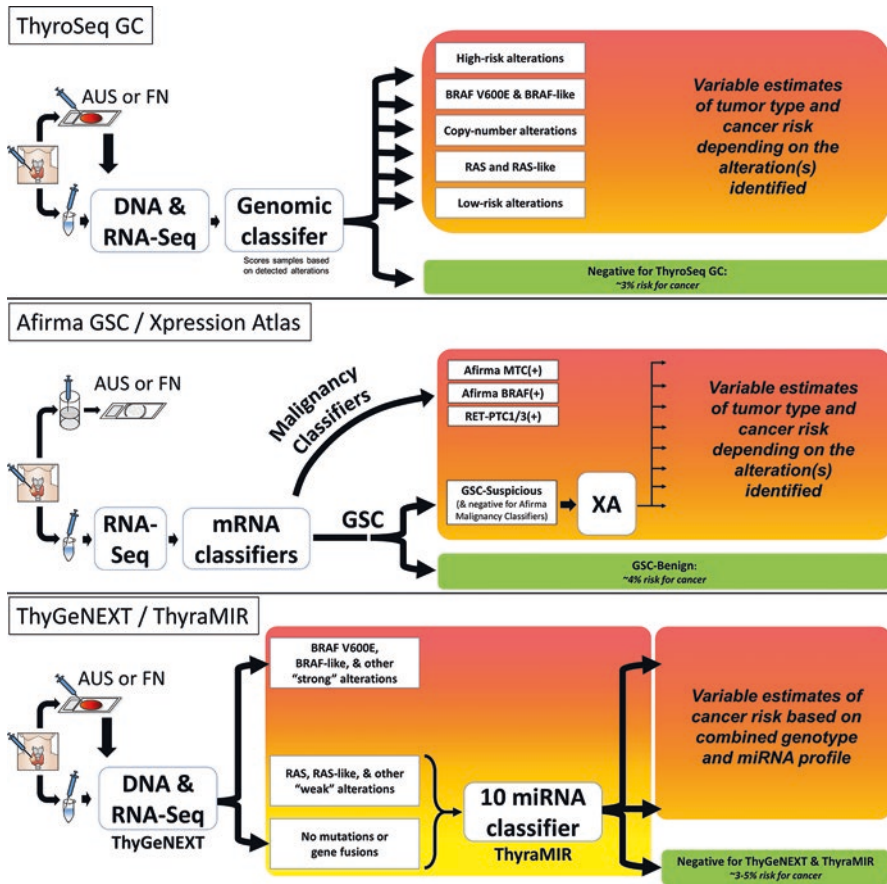 ThyroSeq GC
AUS or FN
DNA &
RNA-Seq
Genomic
classifer
Scores samples based
on detected alterations
High-risk alterations
BRAF V600E & BRAF-like
Copy-number alterations
RAS and RAS-like
Low-risk alterations
Variable estimates
of tumor type and
cancer risk
depending on the
alteration(s)
identified
Negative for ThyroSeq GC:
~3% risk for cancer
Afirma GSC / Xpression Atlas
AUS or FN
RNA-
Seq
mRNA
classifiers
Malignancy
Classifiers
GSC
Afirma MTC(+)
Afirma BRAF(+)
RET-PTC1/3(+)
GSC-Suspicious
(& negative for Afirma
Malignancy Classifiers)
XA
Variable estimates
of tumor type and
cancer risk
depending on the
alteration(s)
identified
GSC-Benign:
~4% risk for cancer
ThyGeNEXT / ThyraMIR
AUS or FN
DNA &
RNA-Seq
ThyGeNEXT
BRAF V600E,
BRAF-like, & other
“strong” alterations
RAS, RAS-like, & other
“weak” alterations
No mutations or
gene fusions
10 miRNA
classifier
ThyraMIR
Variable estimates of
cancer risk based on
combined genotype
and miRNA profile
Negative for ThyGeNEXT & ThyraMIR
~3-5% risk for cancer